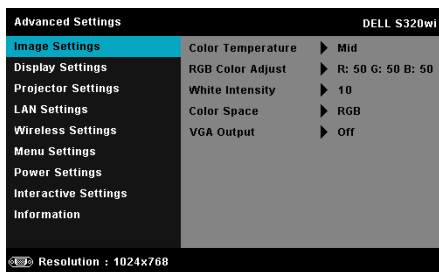 Advanced Settings DELL S320wi
Image Settings Color Temperature Mid
Display Settings RGB Color Adjust R: 50 G: 50 B: 50
Projector Settings White Intensity 10
LAN Settings Color Space RGB
Wireless Settings VGA Output Off
Menu Settings
Power Settings
Interactive Settings
Information
Resolution : 1024x768